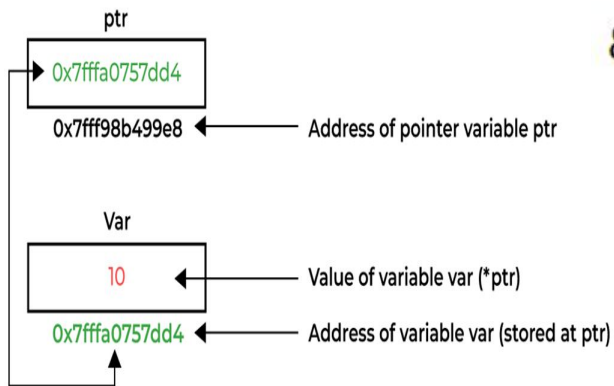 ptr
0x7fffa0757dd4
0x7fff98b499e8 Address of pointer variable ptr
Var
10 Value of variable var (*ptr)
0x7fffa0757dd4 Address of variable var (stored at ptr)